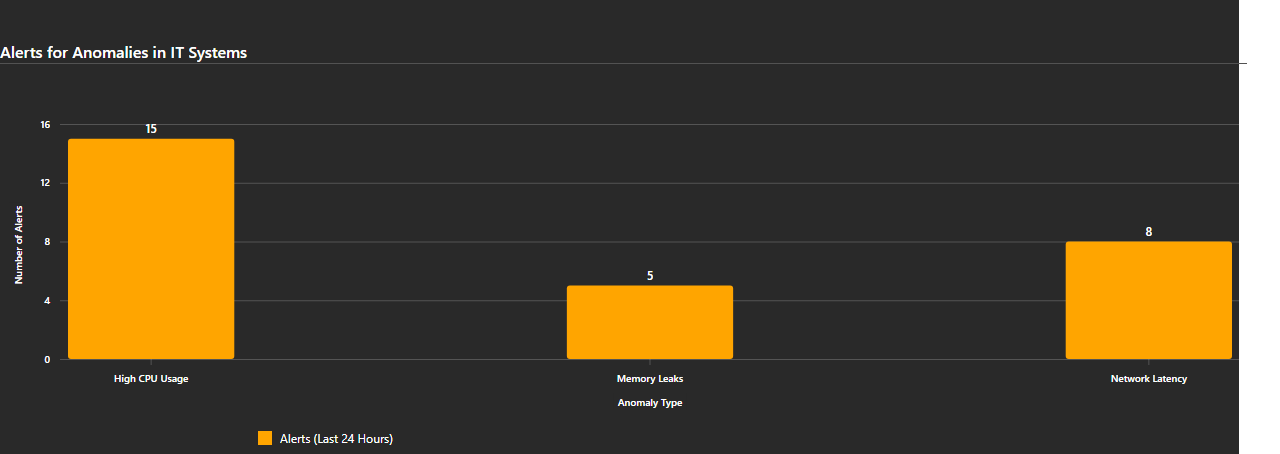 Alerts for Anomalies in IT Systems
16
15
12
Number of Alerts
8
8
5
4
0
High CPU Usage
Memory Leaks
Network Latency
Anomaly Type
Alerts (Last 24 Hours)